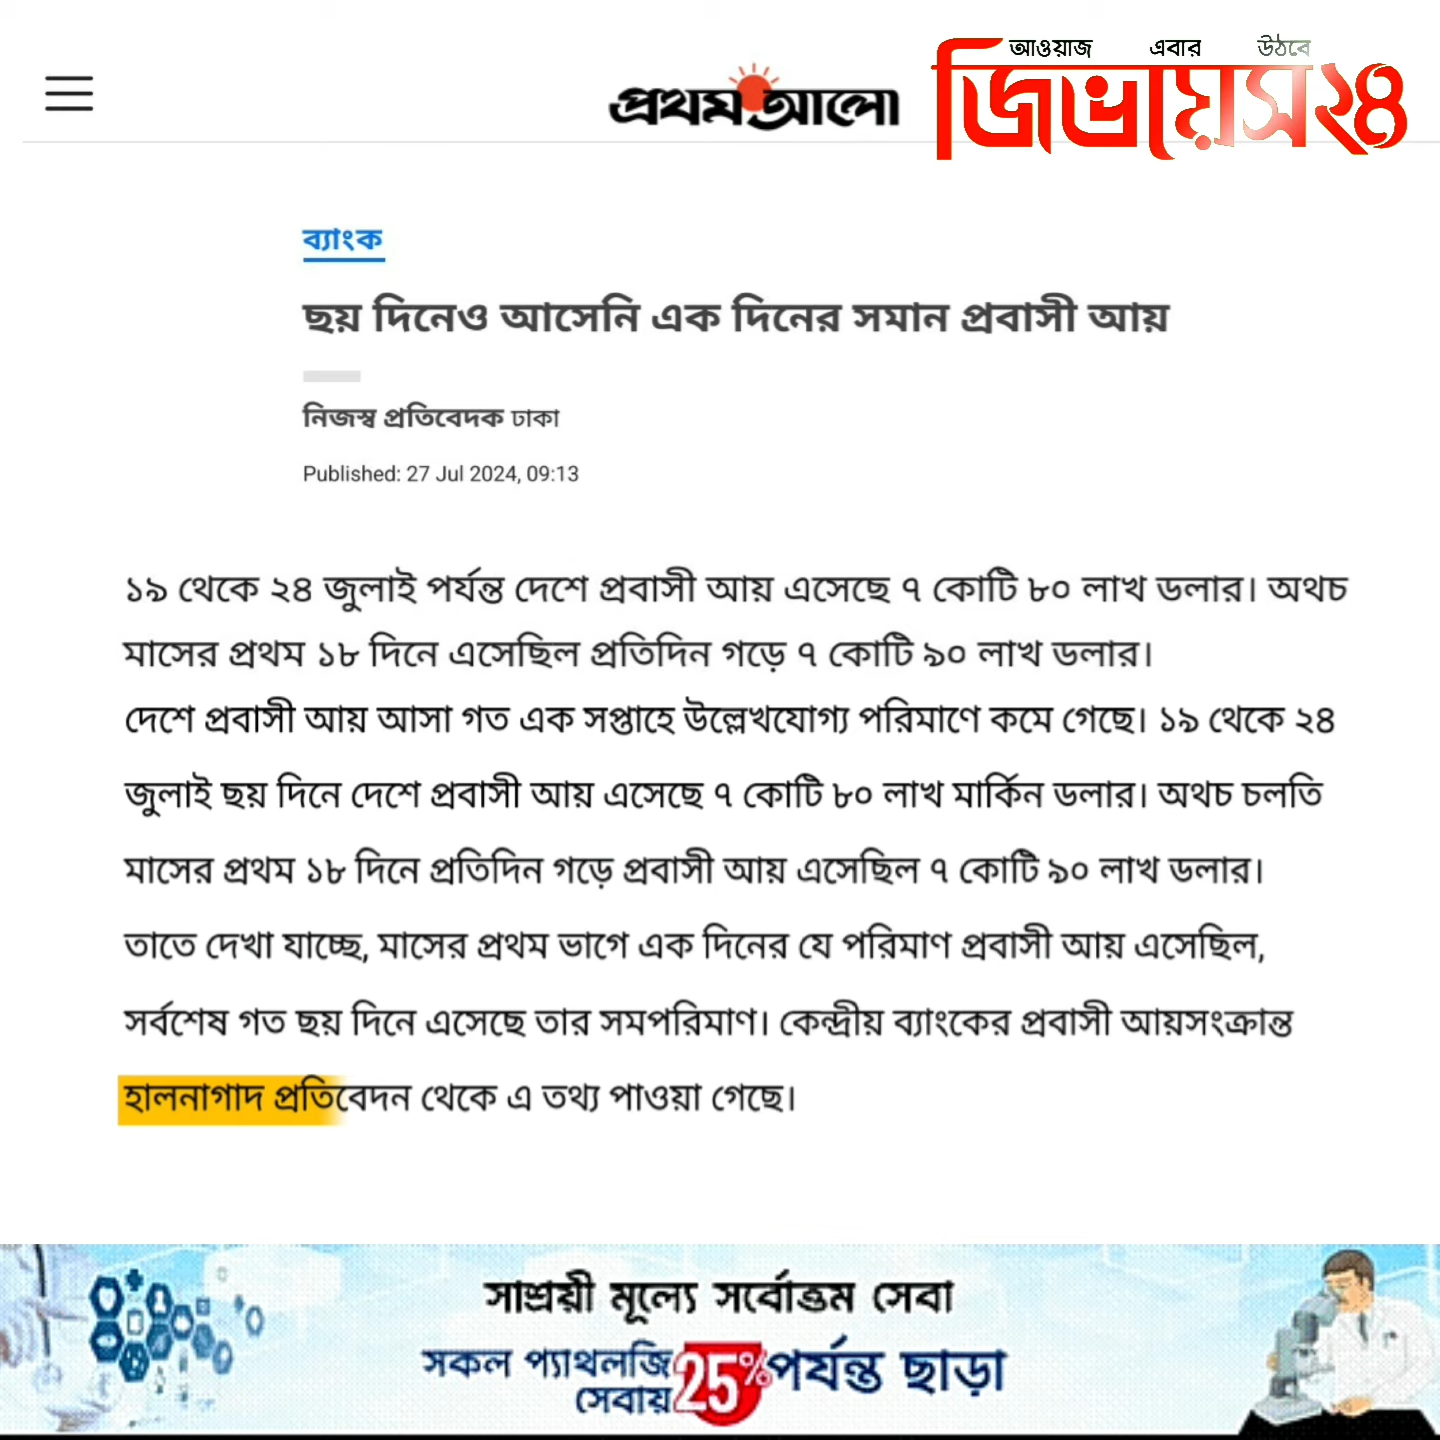 আওয়াজ এবার উঠবে
প্রথম আলো
জিভয়েস২৪
ব্যাংক
ছয় দিনেও আসেনি এক দিনের সমান প্রবাসী আয়
নিজস্ব প্রতিবেদক ঢাকা
Published: 27 Jul 2024, 09:13
১৯ থেকে ২৪ জুলাই পর্যন্ত দেশে প্রবাসী আয় এসেছে ৭ কোটি ৮০ লাখ ডলার। অথচ
মাসের প্রথম ১৮ দিনে এসেছিল প্রতিদিন গড়ে ৭ কোটি ৯০ লাখ ডলার।
দেশে প্রবাসী আয় আসা গত এক সপ্তাহে উল্লেখযোগ্য পরিমাণে কমে গেছে। ১৯ থেকে ২৪
জুলাই ছয় দিনে দেশে প্রবাসী আয় এসেছে ৭ কোটি ৮০ লাখ মার্কিন ডলার। অথচ চলতি
মাসের প্রথম ১৮ দিনে প্রতিদিন গড়ে প্রবাসী আয় এসেছিল ৭ কোটি ৯০ লাখ ডলার।
তাতে দেখা যাচ্ছে, মাসের প্রথম ভাগে এক দিনের যে পরিমাণ প্রবাসী আয় এসেছিল,
সর্বশেষ গত ছয় দিনে এসেছে তার সমপরিমাণ। কেন্দ্রীয় ব্যাংকের প্রবাসী আয়সংক্রান্ত
হালনাগাদ প্রতিবেদন থেকে এ তথ্য পাওয়া গেছে।
সাশ্রয়ী মূল্যে সর্বোত্তম সেবা
সকল প্যাথলজি সেবায় 25% পর্যন্ত ছাড়া